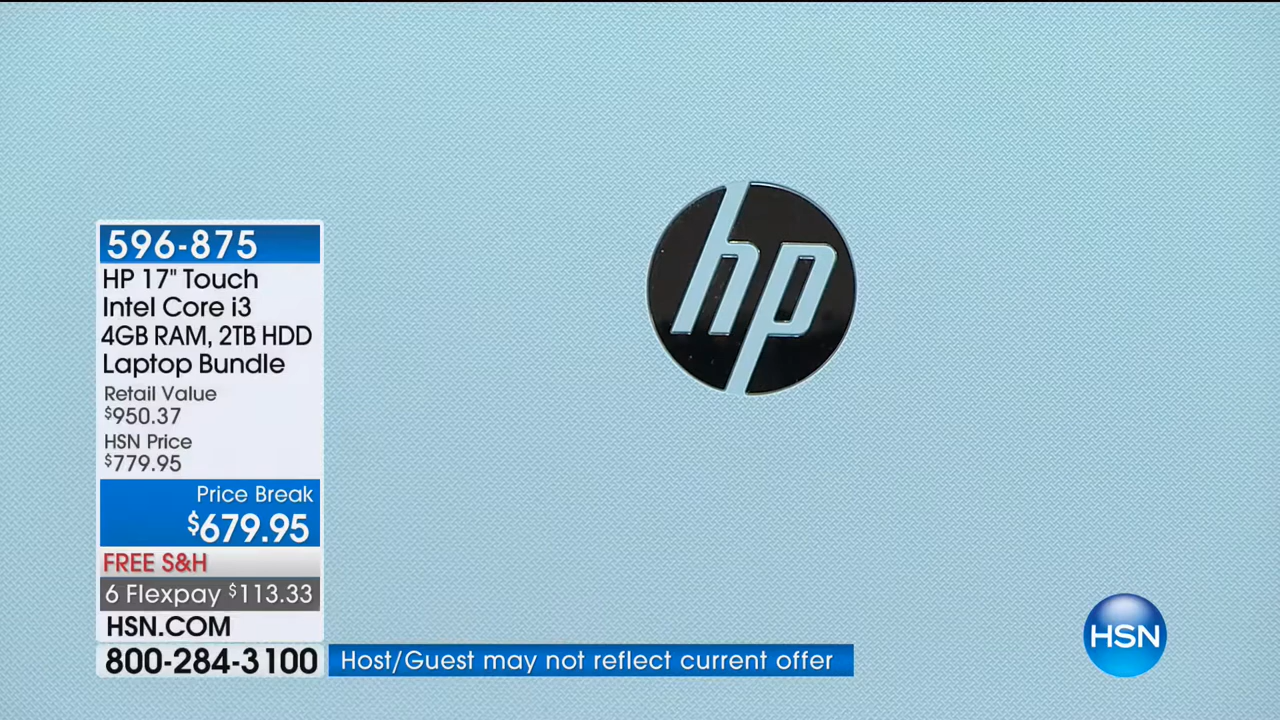 596-875
HP 17" Touch
Intel Core i3
4GB RAM, 2TB HDD
Laptop Bundle
Retail Value
$950.37
HSN Price
$779.95
Price Break
$679.95
FREE S&H
6 Flexpay $113.33
HSN.COM
800-284-3100
Host/Guest may not reflect current offer
hp
HSN